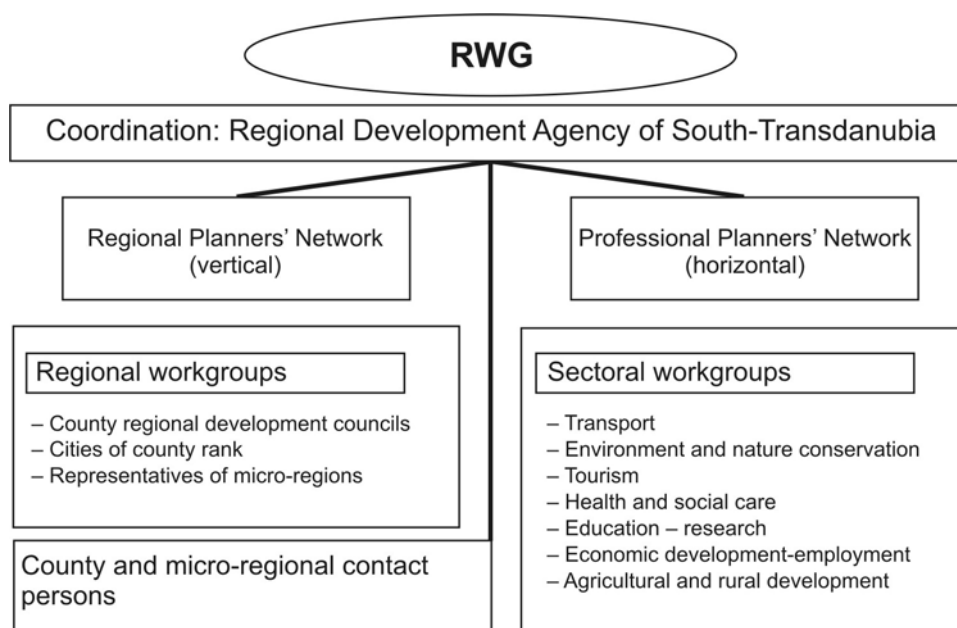 RWG
Coordination: Regional Development Agency of South-Transdanubia
Regional Planners’ Network
(vertical)
Professional Planners’ Network
(horizontal)
Regional workgroups
– County regional development councils
– Cities of county rank
– Representatives of micro-regions
County and micro-regional contact
persons
Sectoral workgroups
– Transport
– Environment and nature conservation
– Tourism
– Health and social care
– Education – research
– Economic development-employment
– Agricultural and rural development